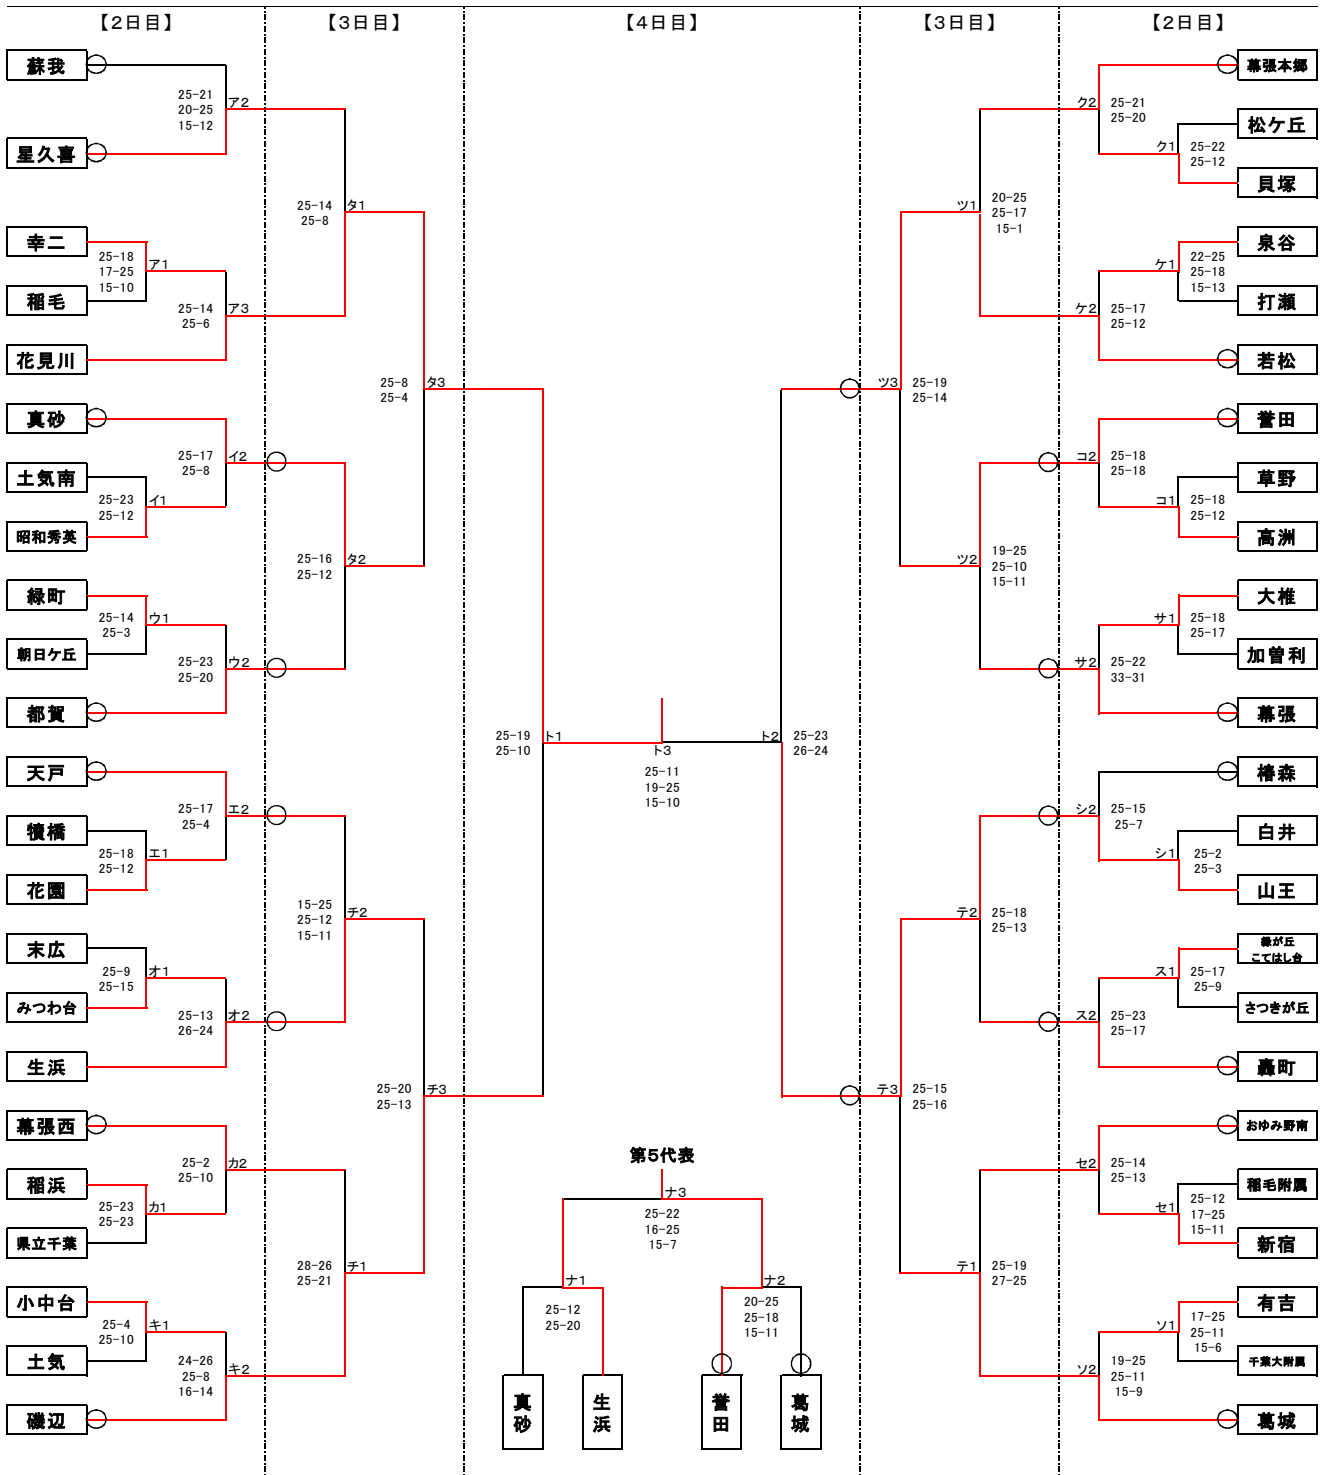 【2日目】
【3日目】
【4日目】
【3日目】
【2日目】
蘇我
25-21
20-25
15-12
ア2
星久喜
幸二
25-18
17-25
15-10
ア1
稲毛
25-14
25-6
ア3
花見川
25-14
25-8
タ1
真砂
25-17
25-8
イ2
土気南
25-23
25-12
イ1
昭和秀英
緑町
25-14
25-3
ウ1
朝日ケ丘
25-23
25-20
ウ2
都賀
25-16
25-12
タ2
25-8
25-4
タ3
天戸
25-17
25-4
エ2
犢橋
25-18
25-12
エ1
花園
末広
25-9
25-15
オ1
みつわ台
25-13
26-24
オ2
生浜
15-25
25-12
15-11
チ2
幕張西
25-2
25-10
カ2
稲浜
25-23
25-23
カ1
県立千葉
小中台
25-4
25-10
キ1
土気
24-26
25-8
16-14
キ2
磯辺
28-26
25-21
チ1
25-20
25-13
チ3
25-19
25-10
ト1
ト3
25-11
19-25
15-10
ト2
25-23
26-24
第5代表
ナ3
25-22
16-25
15-7
ナ1
25-12
25-20
ナ2
20-25
25-18
15-11
真砂
生浜
誉田
葛城
ツ3
25-19
25-14
ツ1
20-25
25-17
15-1
ツ2
19-25
25-10
15-11
テ3
25-15
25-16
テ2
25-18
25-13
テ1
25-19
27-25
幕張本郷
ク2
25-21
25-20
松ケ丘
ク1
25-22
25-12
貝塚
泉谷
ケ1
22-25
25-18
15-13
打瀬
ケ2
25-17
25-12
若松
誉田
コ2
25-18
25-18
草野
コ1
25-18
25-12
高洲
大椎
サ1
25-18
25-17
加曽利
サ2
25-22
33-31
幕張
椿森
シ2
25-15
25-7
白井
シ1
25-2
25-3
山王
緑が丘
こてはし台
ス1
25-17
25-9
さつきが丘
ス2
25-23
25-17
轟町
おゆみ野南
セ2
25-14
25-13
稲毛附属
セ1
25-12
17-25
15-11
新宿
有吉
ソ1
17-25
25-11
15-6
千葉大附属
ソ2
19-25
25-11
15-9
葛城